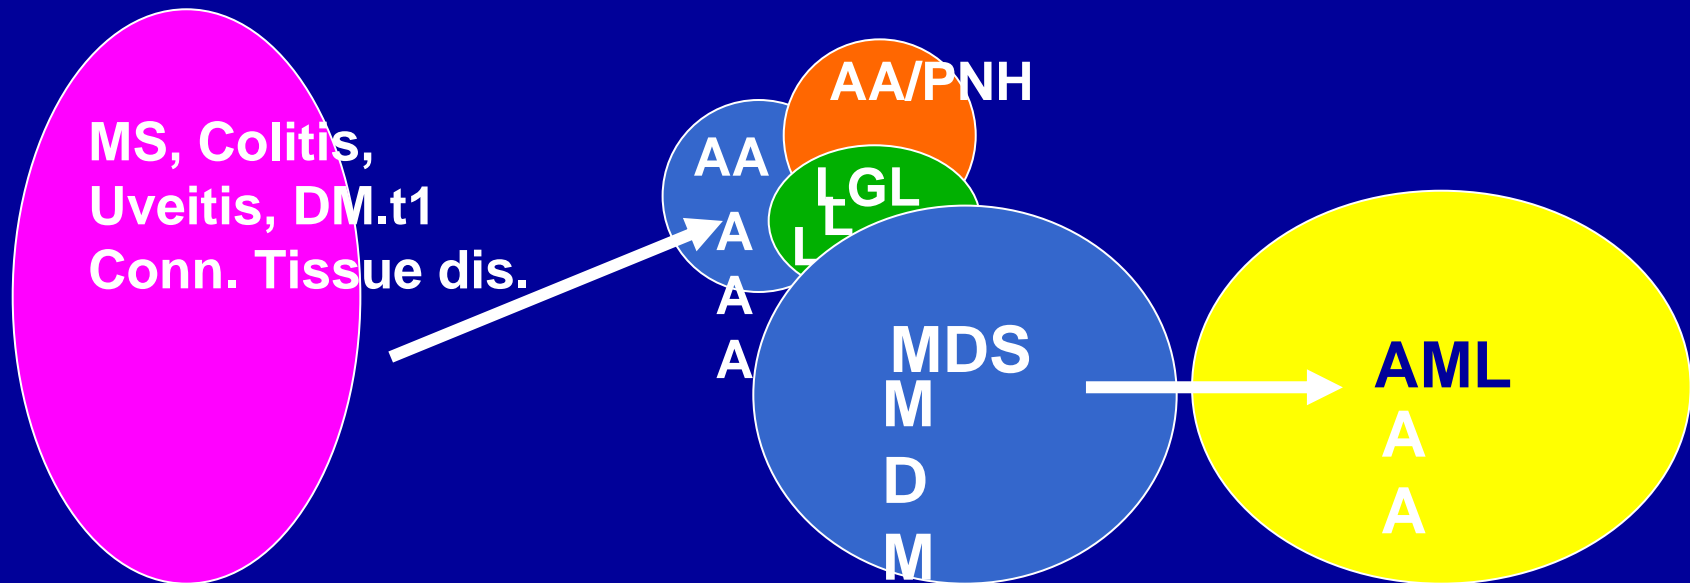 MS, Colitis,
Uveitis, DM.t1
Conn. Tissue dis.
AA
A
A
A
AA/PNH
LGL
L
L
MDS
M
D
M
AML
A
A